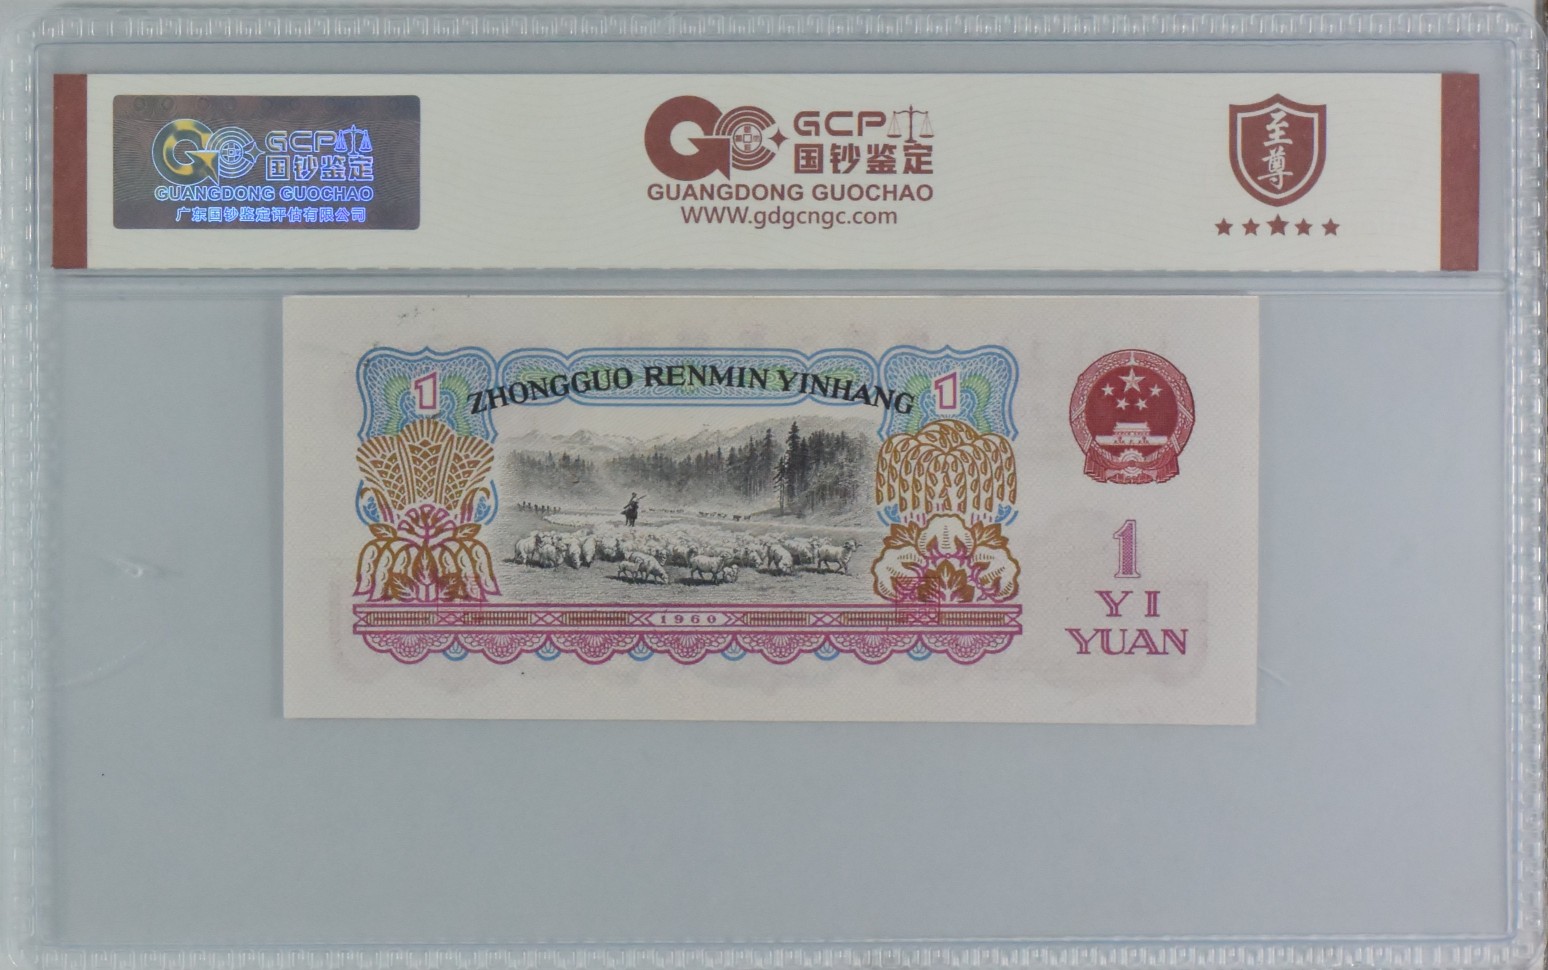 GCP
国钞鉴定
GUANGDONG GUOCHAO
广东国钞鉴定评估有限公司
GCP
国钞鉴定
GUANGDONG GUOCHAO
WWW.gdgcngc.com
至尊
1 ZHONGGUO RENMIN YINHANG 1
1960
1
YI
YUAN